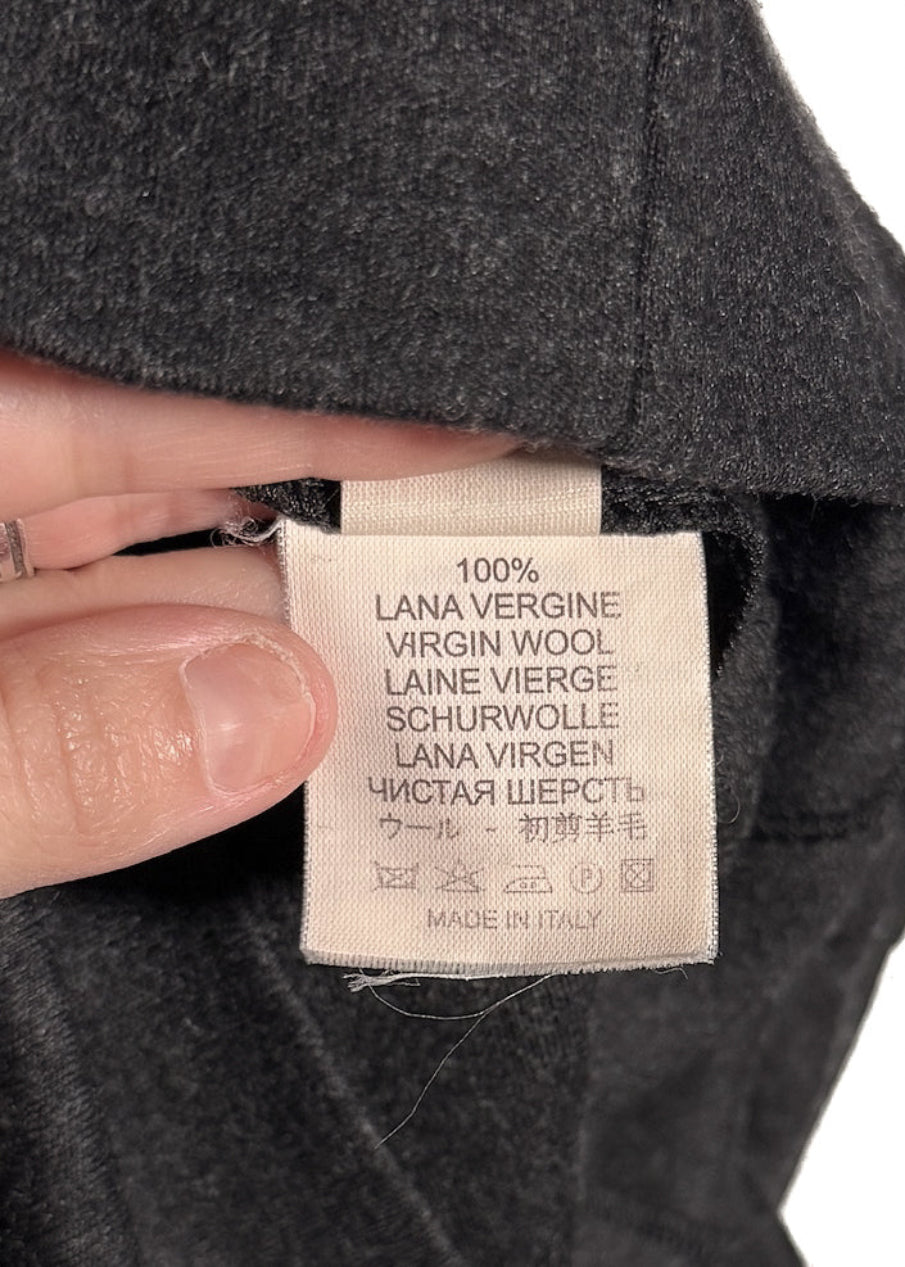 100%
LANA VERGINE
VIRGIN WOOL
LAINE VIERGE
SCHURWOLLE
LANA VIRGEN
ЧИСТАЯ ШЕРСТЬ
ウール - 初剪羊毛
P
MADE IN ITALY